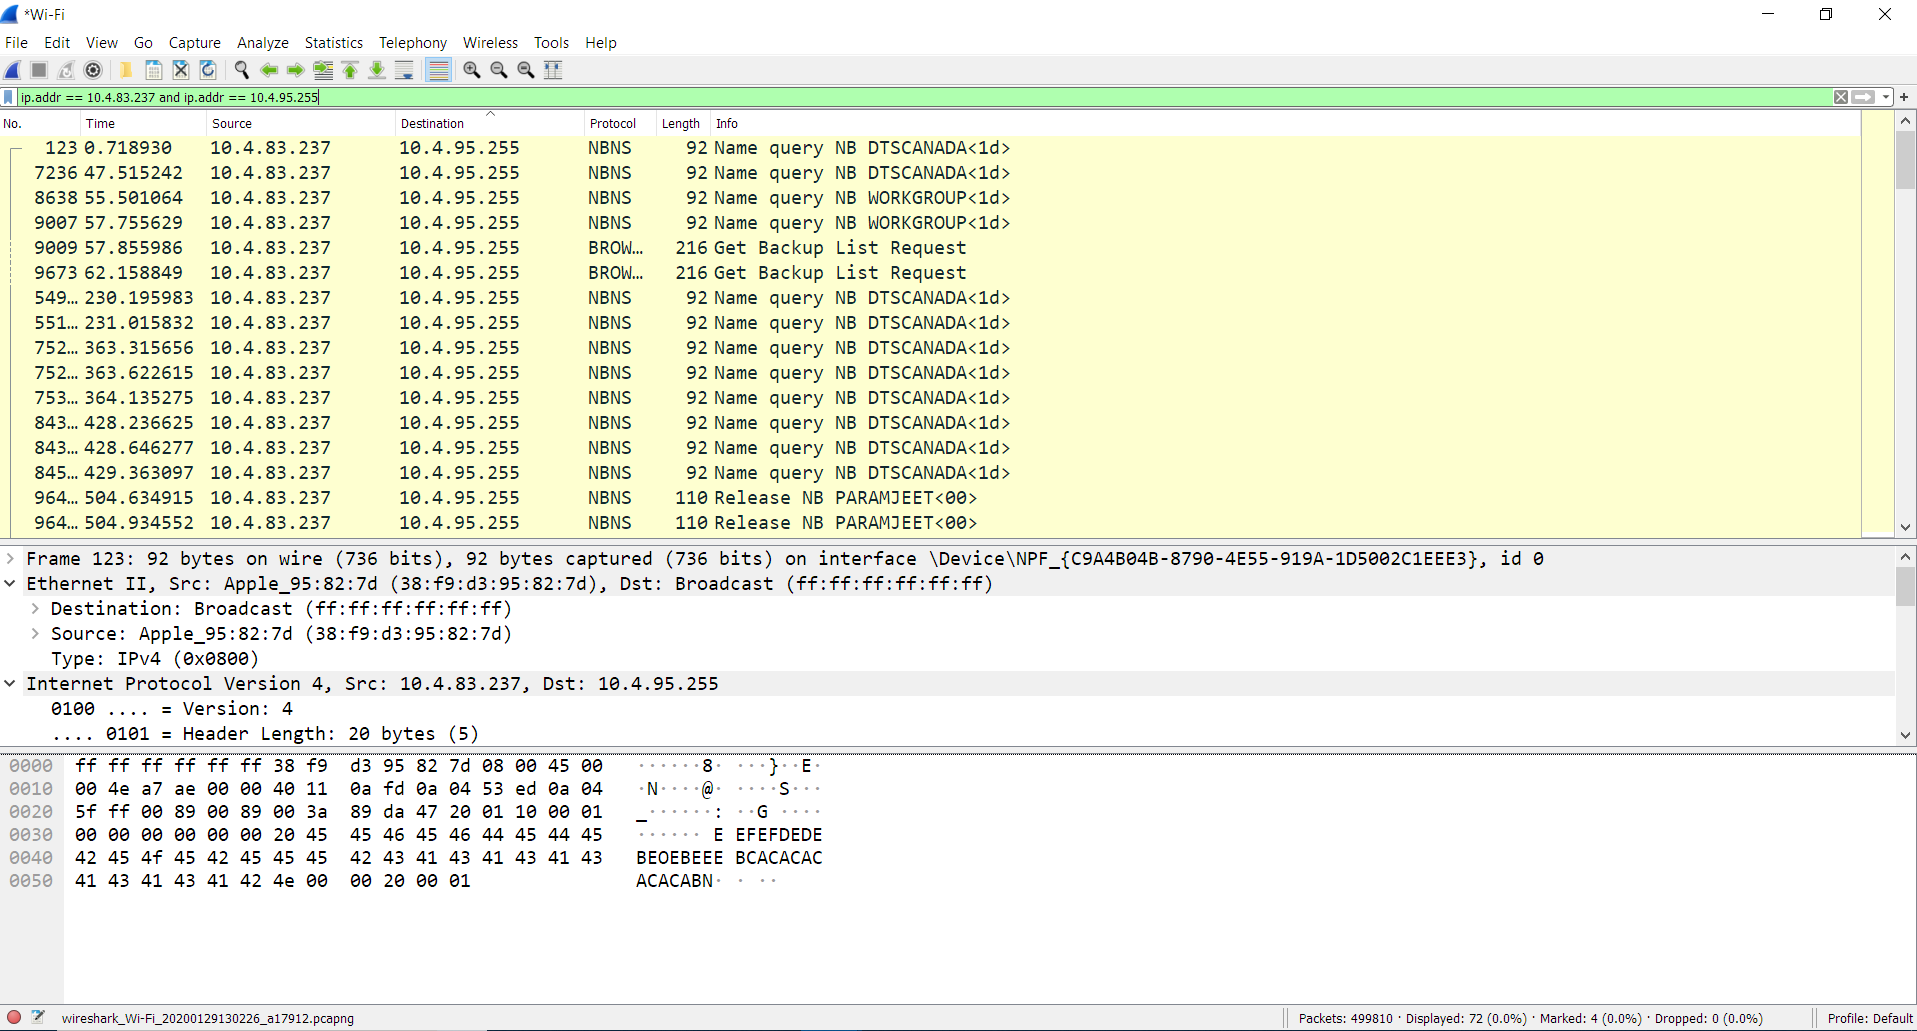 *Wi-Fi
File Edit View Go Capture Analyze Statistics Telephony Wireless Tools Help
ip.addr == 10.4.83.237 and ip.addr == 10.4.95.255
No. Time Source Destination Protocol Length Info
123 0.718930 10.4.83.237 10.4.95.255 NBNS 92 Name query NB DTSCANADA<1d>
7236 47.515242 10.4.83.237 10.4.95.255 NBNS 92 Name query NB DTSCANADA<1d>
8638 55.501064 10.4.83.237 10.4.95.255 NBNS 92 Name query NB WORKGROUP<1d>
9007 57.755629 10.4.83.237 10.4.95.255 NBNS 92 Name query NB WORKGROUP<1d>
9009 57.855986 10.4.83.237 10.4.95.255 BROW… 216 Get Backup List Request
9673 62.158849 10.4.83.237 10.4.95.255 BROW… 216 Get Backup List Request
549… 230.195983 10.4.83.237 10.4.95.255 NBNS 92 Name query NB DTSCANADA<1d>
551… 231.015832 10.4.83.237 10.4.95.255 NBNS 92 Name query NB DTSCANADA<1d>
752… 363.315656 10.4.83.237 10.4.95.255 NBNS 92 Name query NB DTSCANADA<1d>
752… 363.622615 10.4.83.237 10.4.95.255 NBNS 92 Name query NB DTSCANADA<1d>
753… 364.135275 10.4.83.237 10.4.95.255 NBNS 92 Name query NB DTSCANADA<1d>
843… 428.236625 10.4.83.237 10.4.95.255 NBNS 92 Name query NB DTSCANADA<1d>
843… 428.646277 10.4.83.237 10.4.95.255 NBNS 92 Name query NB DTSCANADA<1d>
845… 429.363097 10.4.83.237 10.4.95.255 NBNS 92 Name query NB DTSCANADA<1d>
964… 504.634915 10.4.83.237 10.4.95.255 NBNS 110 Release NB PARAMJEET<00>
964… 504.934552 10.4.83.237 10.4.95.255 NBNS 110 Release NB PARAMJEET<00>
Frame 123: 92 bytes on wire (736 bits), 92 bytes captured (736 bits) on interface \Device\NPF_{C9A4B04B-8790-4E55-919A-1D5002C1EEE3}, id 0
Ethernet II, Src: Apple_95:82:7d (38:f9:d3:95:82:7d), Dst: Broadcast (ff:ff:ff:ff:ff:ff)
Destination: Broadcast (ff:ff:ff:ff:ff:ff)
Source: Apple_95:82:7d (38:f9:d3:95:82:7d)
Type: IPv4 (0x0800)
Internet Protocol Version 4, Src: 10.4.83.237, Dst: 10.4.95.255
0100 .... = Version: 4
.... 0101 = Header Length: 20 bytes (5)
0000 ff ff ff ff ff ff 38 f9 d3 95 82 7d 08 00 45 00 ······8· ···}··E·
0010 00 4e a7 ae 00 00 40 11 0a fd 0a 04 53 ed 0a 04 ·N····@· ····S···
0020 5f ff 00 89 00 89 00 3a 89 da 47 20 01 10 00 01 _······: ··G ····
0030 00 00 00 00 00 00 20 45 45 46 45 46 44 45 44 45 ······ E EFEFDEDE
0040 42 45 4f 45 42 45 45 45 42 43 41 43 41 43 41 43 BEOEBEEE BCACACAC
0050 41 43 41 43 41 42 4e 00 00 20 00 01 ACACABN· · ··
wireshark_Wi-Fi_20200129130226_a17912.pcapng Packets: 499810 · Displayed: 72 (0.0%) · Marked: 4 (0.0%) · Dropped: 0 (0.0%) Profile: Default